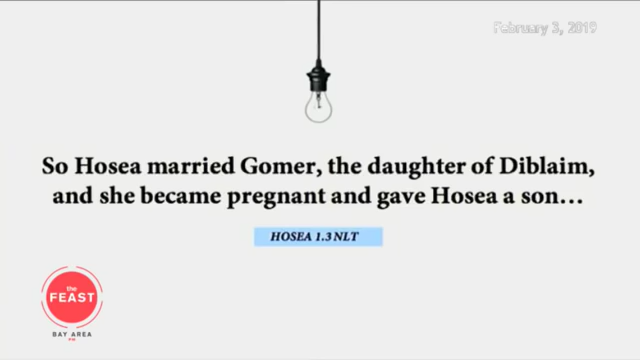 February 3, 2019
So Hosea married Gomer, the daughter of Diblaim,
and she became pregnant and gave Hosea a son...
HOSEA 1.3 NLT
the
FEAST
BAY AREA
PM